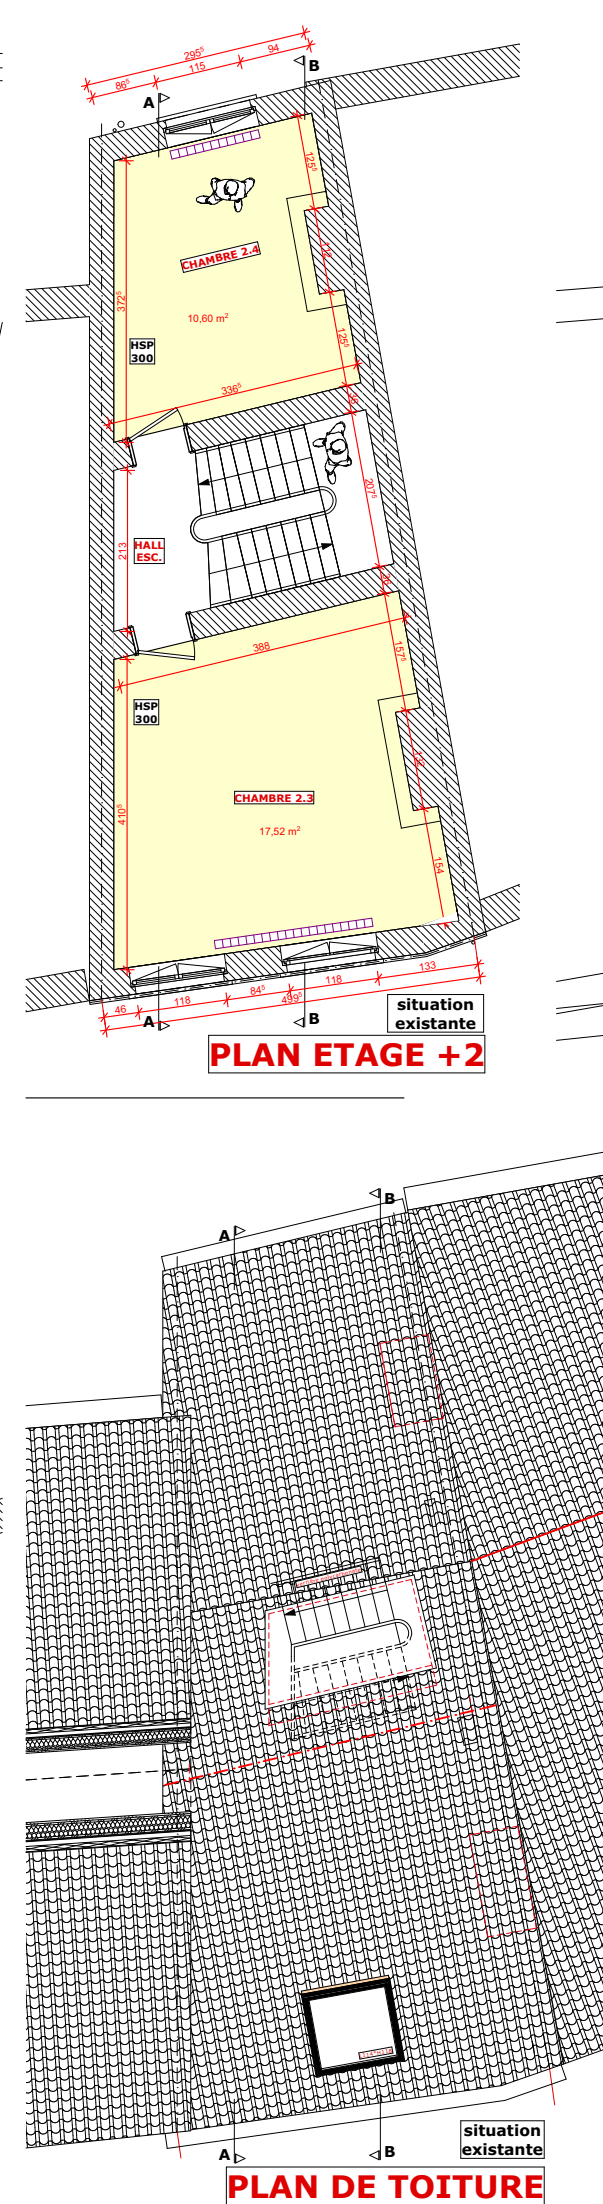 295⁵
86⁵ 115 94
A B
125⁵
CHAMBRE 2.4
112
372⁵
10,60 m²
HSP
300
125⁵
336⁵
207⁵
213
HALL
ESC.
388
157⁵
HSP
300
CHAMBRE 2.3
410⁵
17,52 m²
154
46 118 84⁵ 118 133
499⁵
A B
situation
existante
PLAN ETAGE +2
A B
situation
existante
A B
PLAN DE TOITURE